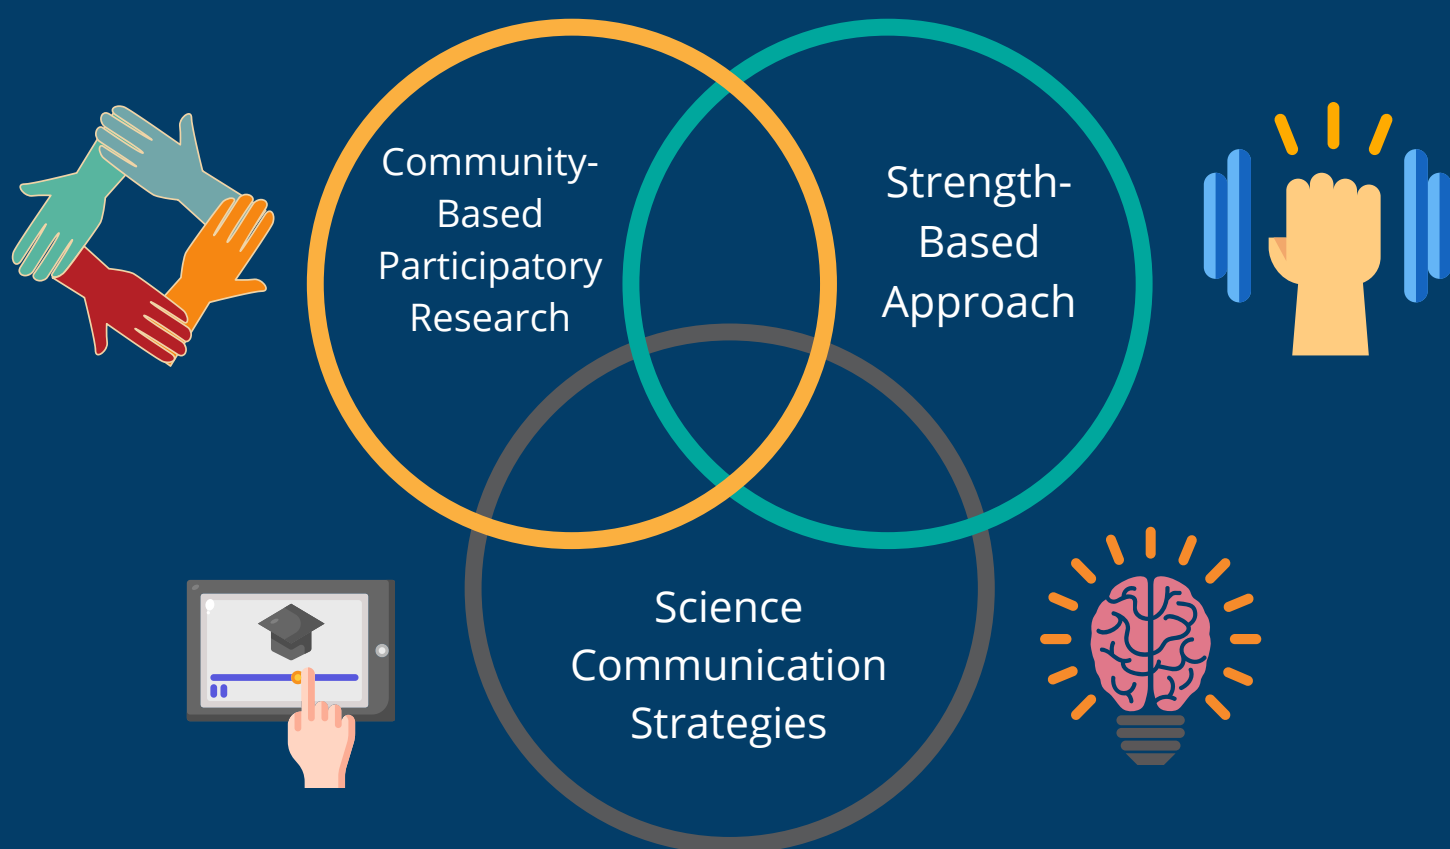 Community-
Based
Participatory
Research
Strength-
Based
Approach
Science
Communication
Strategies